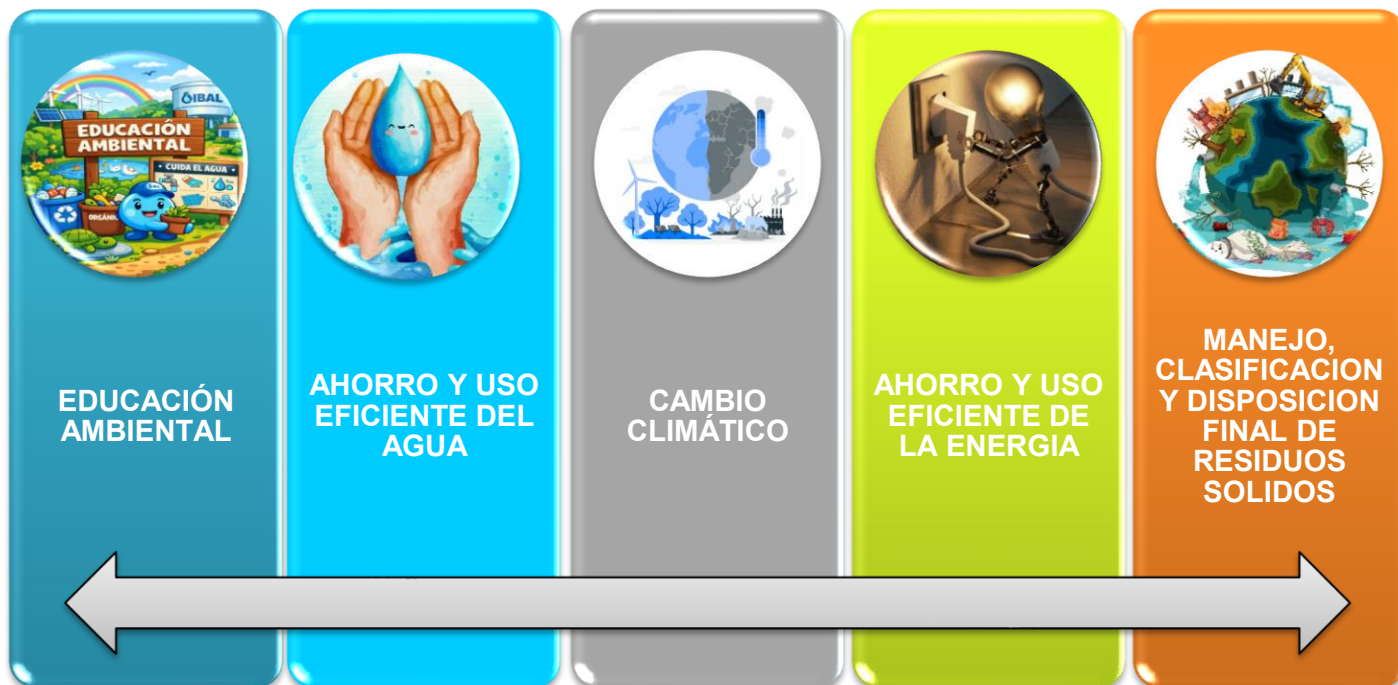 IBAL
EDUCACIÓN
AMBIENTAL
CUIDA EL AGUA
EDUCACIÓN
AMBIENTAL
AHORRO Y USO
EFICIENTE DEL
AGUA
CAMBIO
CLIMÁTICO
AHORRO Y USO
EFICIENTE DE
LA ENERGIA
MANEJO,
CLASIFICACION
Y DISPOSICION
FINAL DE
RESIDUOS
SOLIDOS